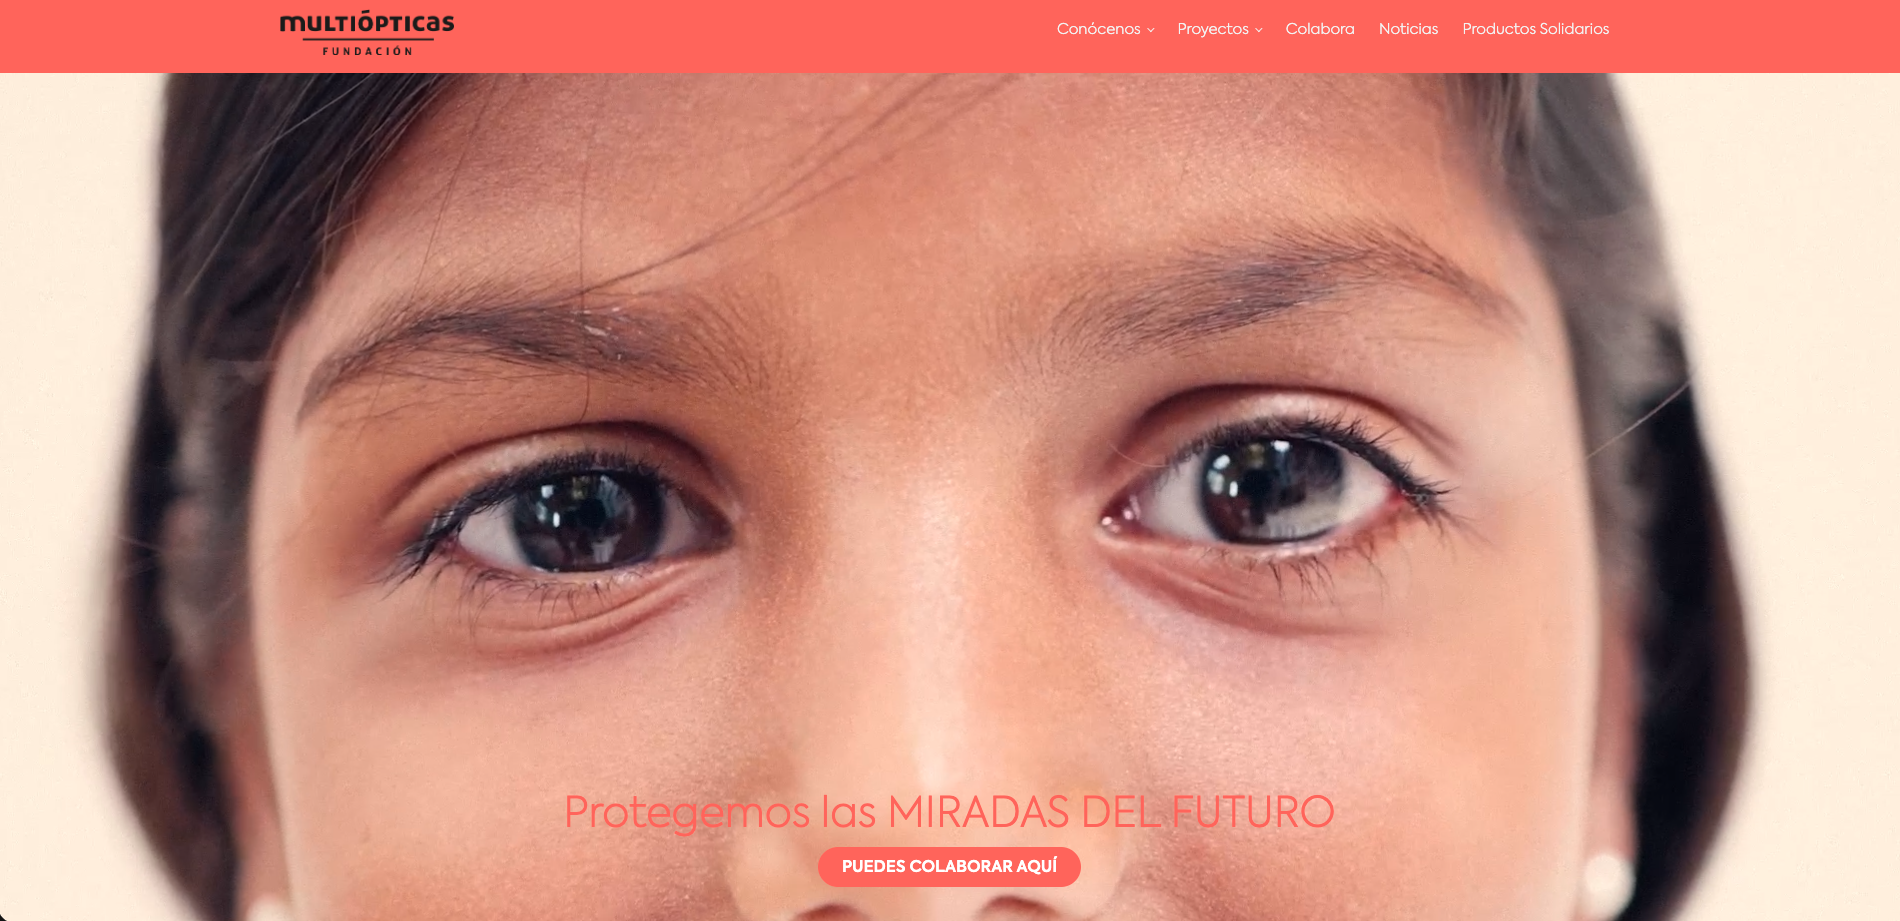 MULTIÓPTICAS
FUNDACIÓN
Conócenos
Proyectos
Colabora
Noticias
Productos Solidarios
Protegemos las MIRADAS DEL FUTURO
PUEDES COLABORAR AQUÍ